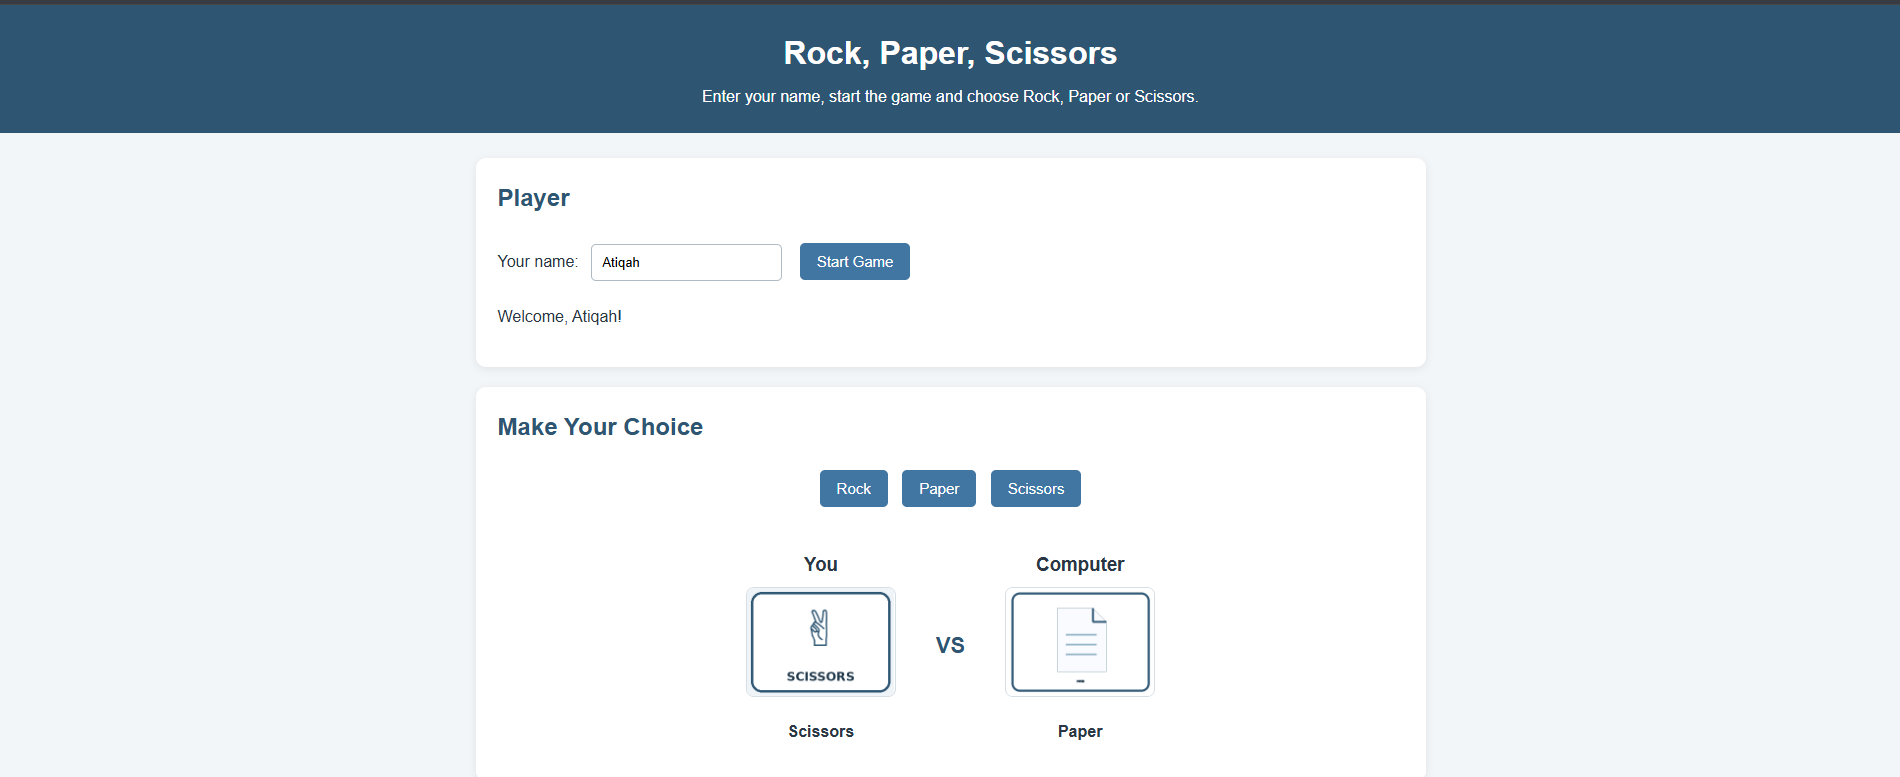 Rock, Paper, Scissors
Enter your name, start the game and choose Rock, Paper or Scissors.
Player
Your name: Atiqah Start Game
Welcome, Atiqah!
Make Your Choice
Rock Paper Scissors
You Computer
VS
SCISSORS
Scissors Paper